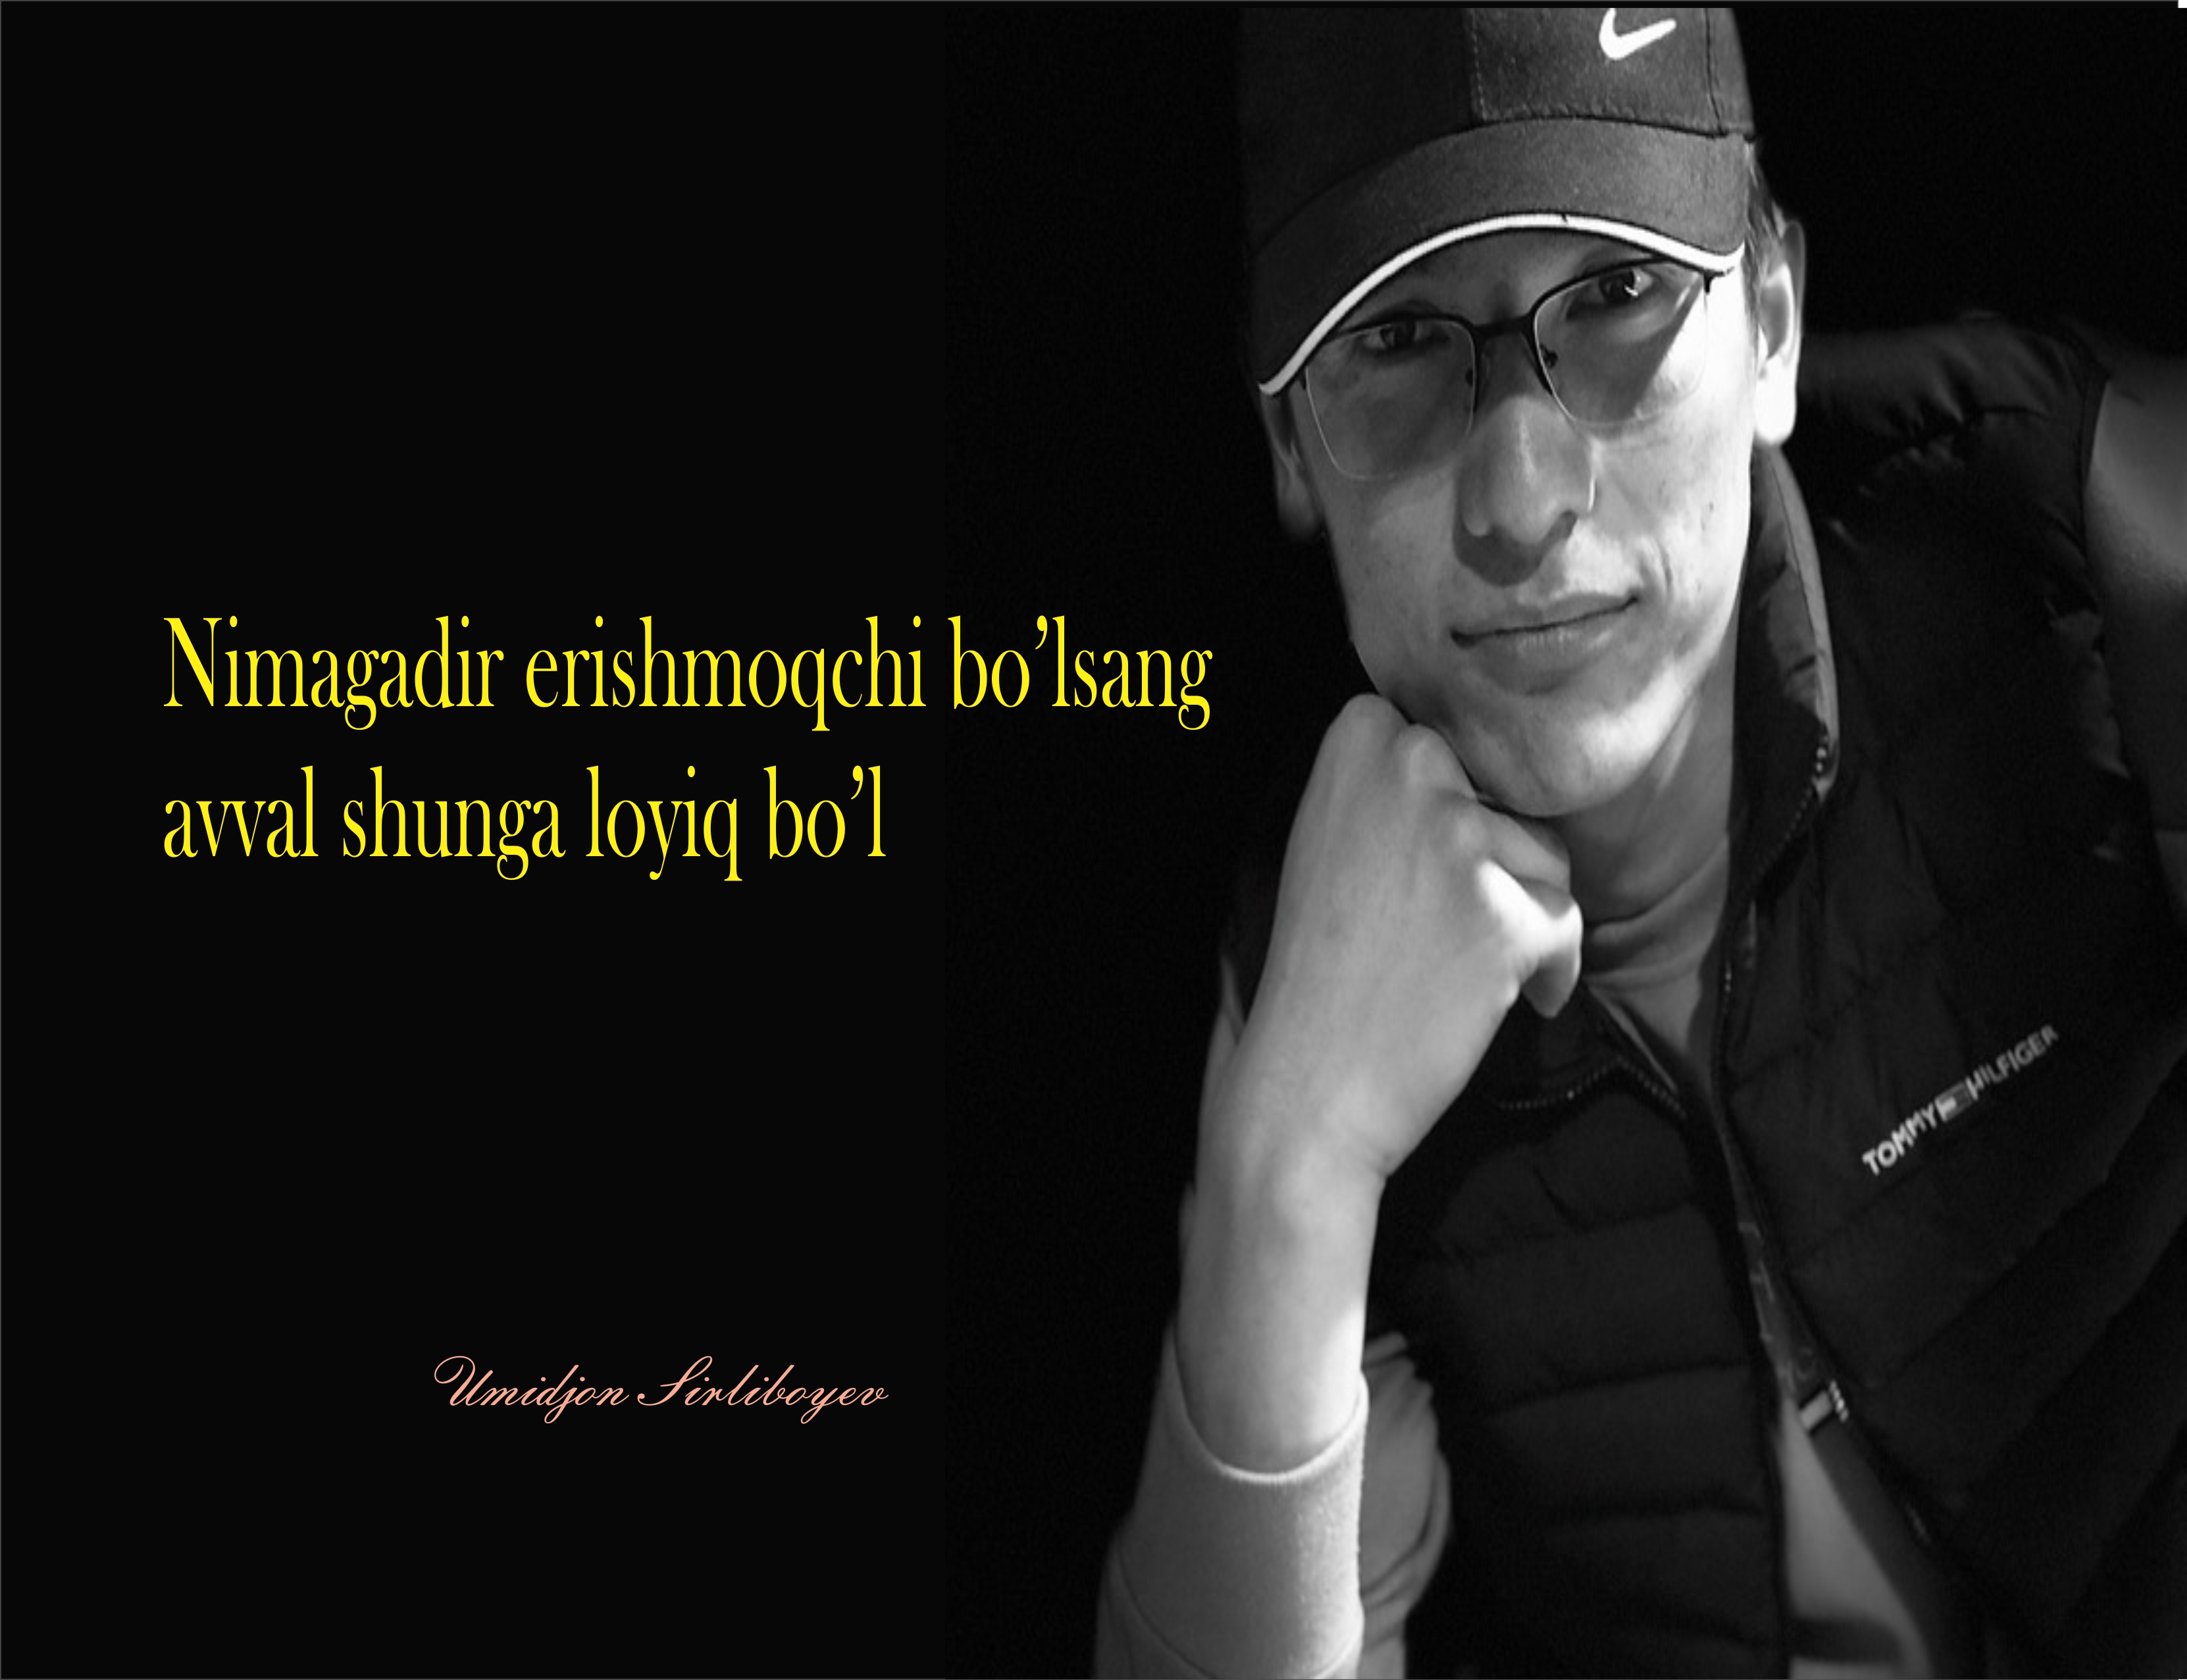 Nimagadir erishmoqchi bo’lsang
avval shunga loyiq bo’l
TOMMY HILFIGER
Umidjon Sirliboyev